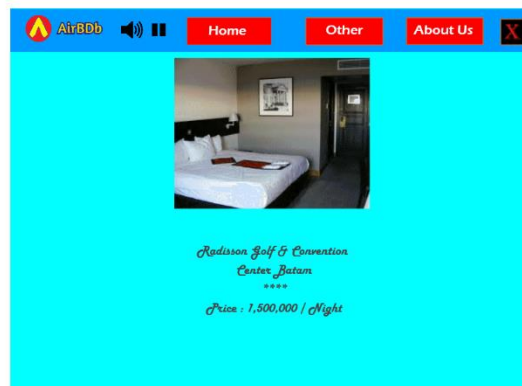 AirBDb
Home
Other
About Us
X
Radisson Golf & Convention
Center Batam
****
Price : 1,500,000 / Night